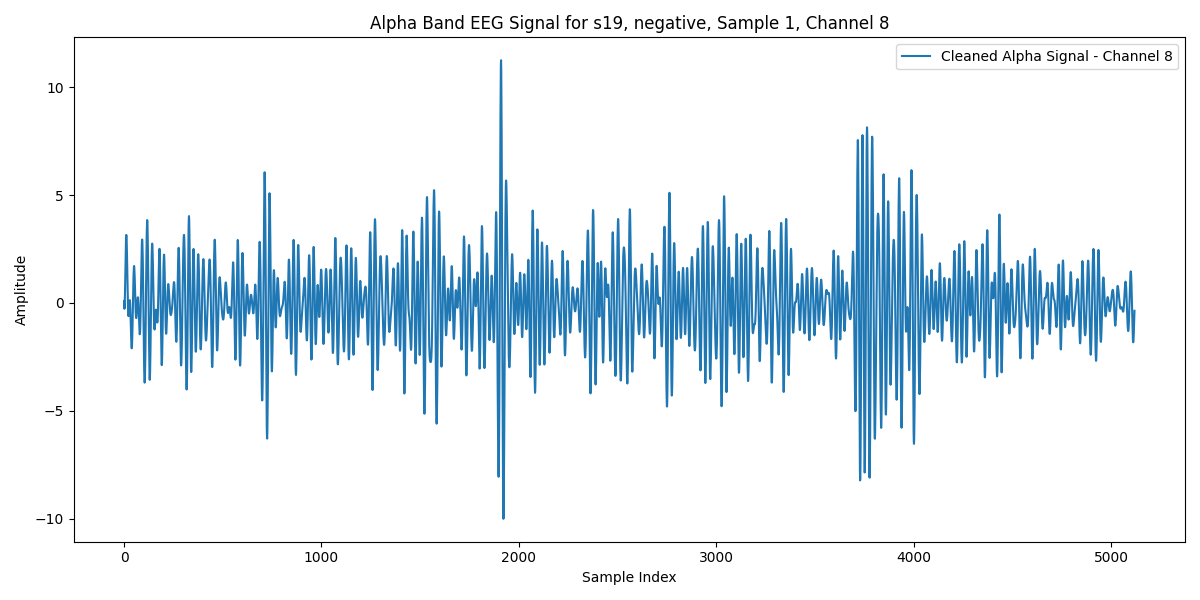 Alpha Band EEG Signal for s19, negative, Sample 1, Channel 8
Cleaned Alpha Signal - Channel 8
Amplitude
10
5
0
−5
−10
0 1000 2000 3000 4000 5000
Sample Index